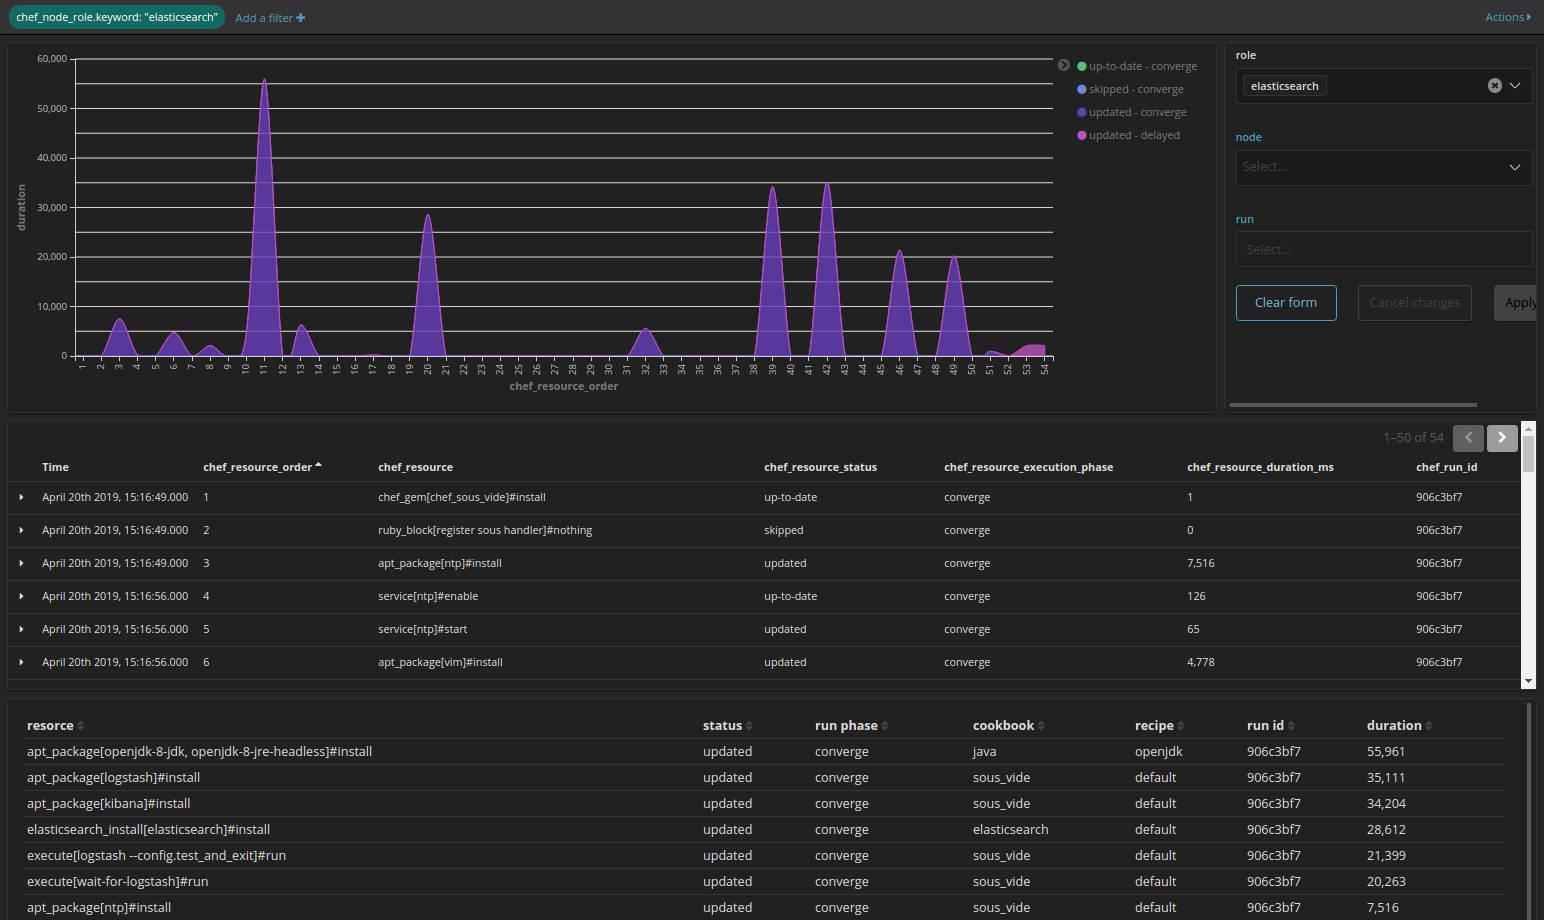 chef_node_role.keyword: "elasticsearch" Add a filter Actions
60,000
50,000
40,000
30,000
20,000
10,000
0
duration
1 2 3 4 5 6 7 8 9 10 11 12 13 14 15 16 17 18 19 20 21 22 23 24 25 26 27 28 29 30 31 32 33 34 35 36 37 38 39 40 41 42 43 44 45 46 47 48 49 50 51 52 53 54
chef_resource_order
up-to-date - converge
skipped - converge
updated - converge
updated - delayed
role
elasticsearch
node
Select...
run
Select...
Clear form Cancel changes Apply
1–50 of 54
Time chef_resource_order chef_resource chef_resource_status chef_resource_execution_phase chef_resource_duration_ms chef_run_id
April 20th 2019, 15:16:49.000 1 chef_gem[chef_sous_vide]#install up-to-date converge 1 906c3bf7
April 20th 2019, 15:16:49.000 2 ruby_block[register sous handler]#nothing skipped converge 0 906c3bf7
April 20th 2019, 15:16:49.000 3 apt_package[ntp]#install updated converge 7,516 906c3bf7
April 20th 2019, 15:16:56.000 4 service[ntp]#enable up-to-date converge 126 906c3bf7
April 20th 2019, 15:16:56.000 5 service[ntp]#start updated converge 65 906c3bf7
April 20th 2019, 15:16:56.000 6 apt_package[vim]#install updated converge 4,778 906c3bf7
resorce status run phase cookbook recipe run id duration
apt_package[openjdk-8-jdk, openjdk-8-jre-headless]#install updated converge java openjdk 906c3bf7 55,961
apt_package[logstash]#install updated converge sous_vide default 906c3bf7 35,111
apt_package[kibana]#install updated converge sous_vide default 906c3bf7 34,204
elasticsearch_install[elasticsearch]#install updated converge elasticsearch default 906c3bf7 28,612
execute[logstash --config.test_and_exit]#run updated converge sous_vide default 906c3bf7 21,399
execute[wait-for-logstash]#run updated converge sous_vide default 906c3bf7 20,263
apt_package[ntp]#install updated converge sous_vide default 906c3bf7 7,516